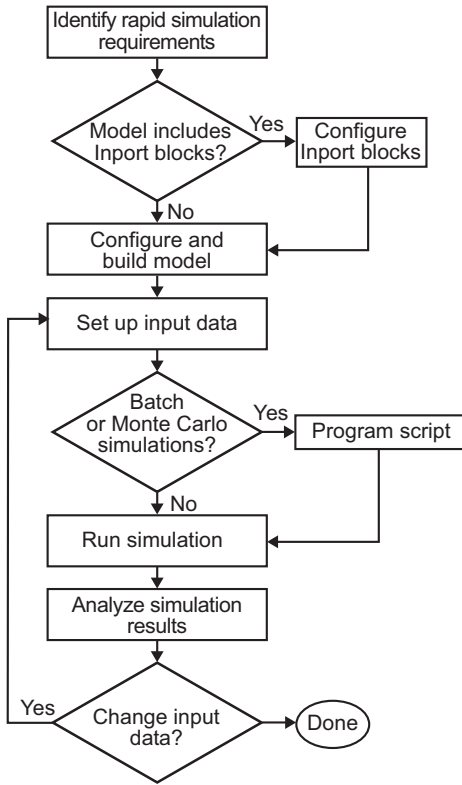 Identify rapid simulation
requirements
Model includes
Inport blocks?
Yes
Configure
Inport blocks
No
Configure and
build model
Set up input data
Batch
or Monte Carlo
simulations?
Yes
Program script
No
Run simulation
Analyze simulation
results
Yes
Change input
data?
Done